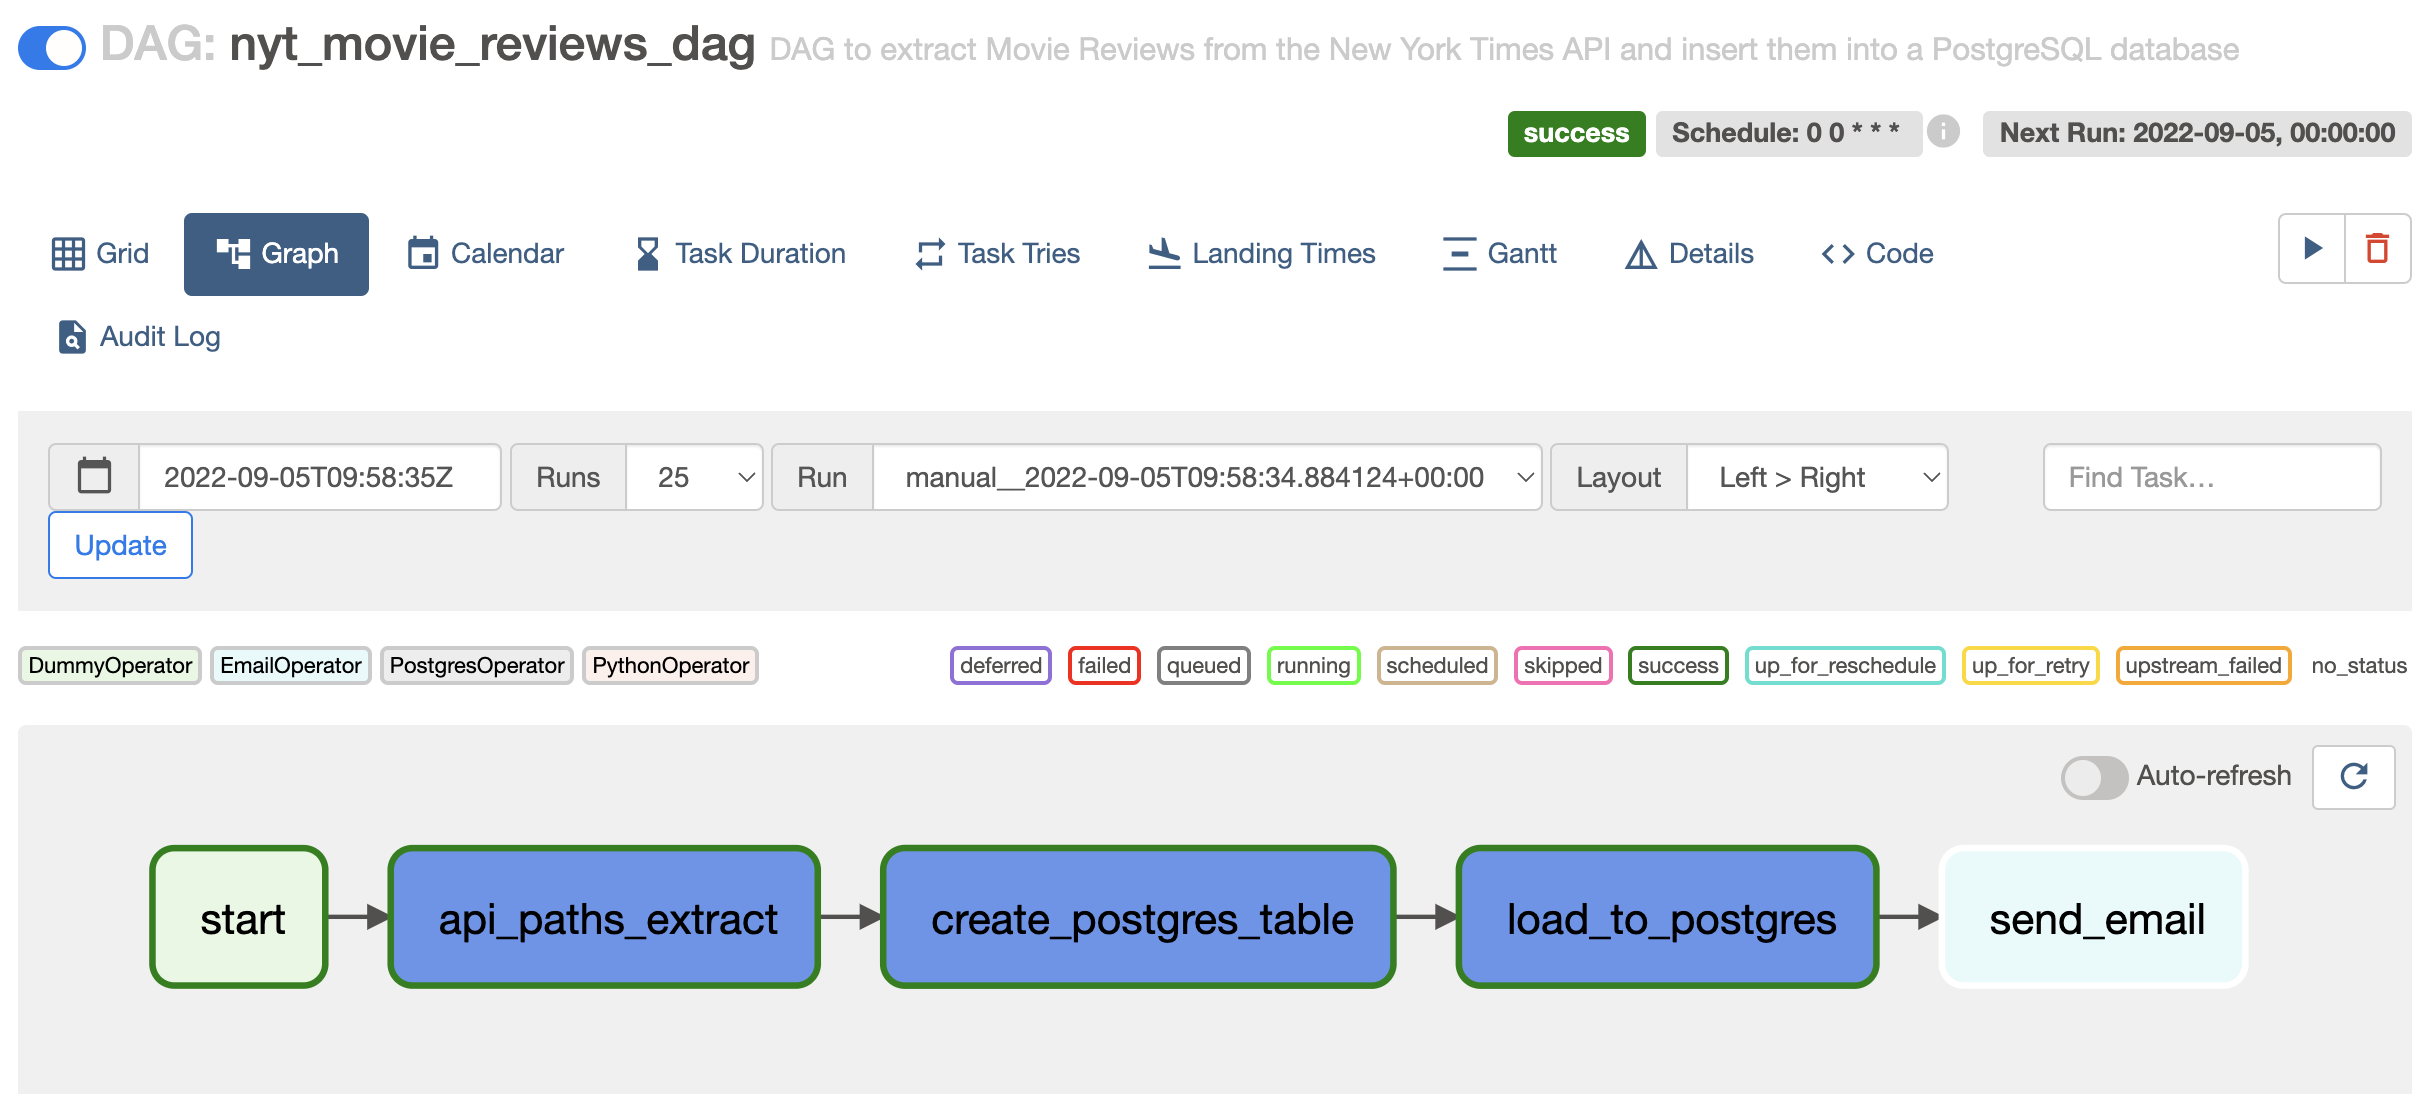 DAG: nyt_movie_reviews_dag DAG to extract Movie Reviews from the New York Times API and insert them into a PostgreSQL database
success Schedule: 0 0 * * * i Next Run: 2022-09-05, 00:00:00
Grid Graph Calendar Task Duration Task Tries Landing Times Gantt Details Code
Audit Log
2022-09-05T09:58:35Z Runs 25 Run manual__2022-09-05T09:58:34.884124+00:00 Layout Left > Right Find Task...
Update
DummyOperator EmailOperator PostgresOperator PythonOperator deferred failed queued running scheduled skipped success up_for_reschedule up_for_retry upstream_failed no_status
Auto-refresh
start api_paths_extract create_postgres_table load_to_postgres send_email